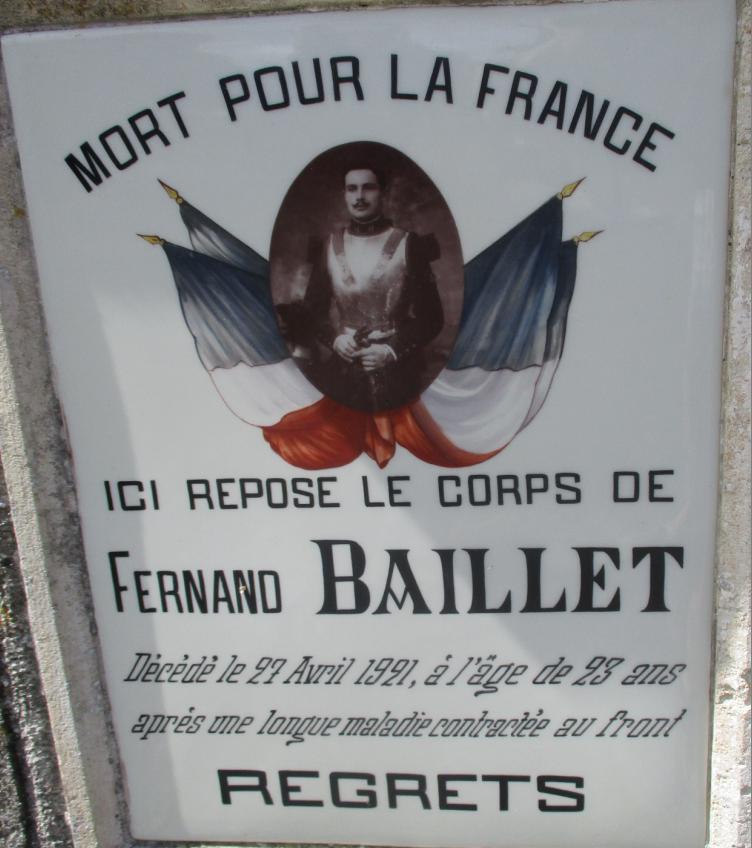 MORT POUR LA FRANCE
ICI REPOSE LE CORPS DE
FERNAND BAILLET
Décédé le 27 Avril 1921, á l'âge de 23 ans
aprés une longue maladie contractée au front
REGRETS